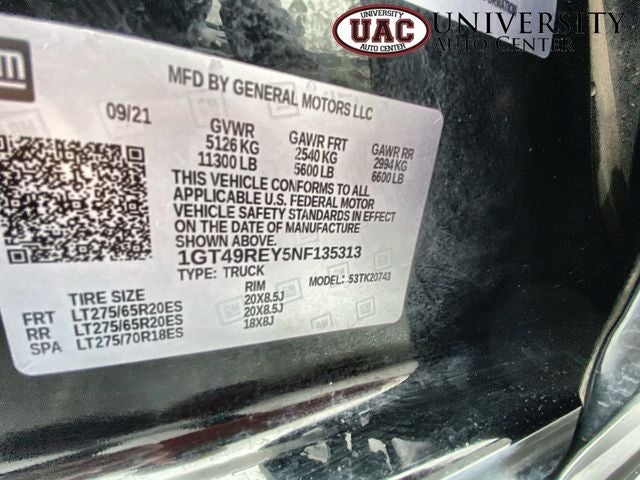 UNIVERSITY
UAC
AUTO CENTER
UNIVERSITY
AUTO CENTER
GM
MFD BY GENERAL MOTORS LLC
09/21
GVWR GAWR FRT GAWR RR
5126 KG 2540 KG 2994 KG
11300 LB 5600 LB 6600 LB
THIS VEHICLE CONFORMS TO ALL
APPLICABLE U.S. FEDERAL MOTOR
VEHICLE SAFETY STANDARDS IN EFFECT
ON THE DATE OF MANUFACTURE
SHOWN ABOVE.
1GT49REY5NF135313
TYPE: TRUCK MODEL: 53TK20743
TIRE SIZE RIM
FRT LT275/65R20ES 20X8.5J
RR LT275/65R20ES 20X8.5J
SPA LT275/70R18ES 18X8J